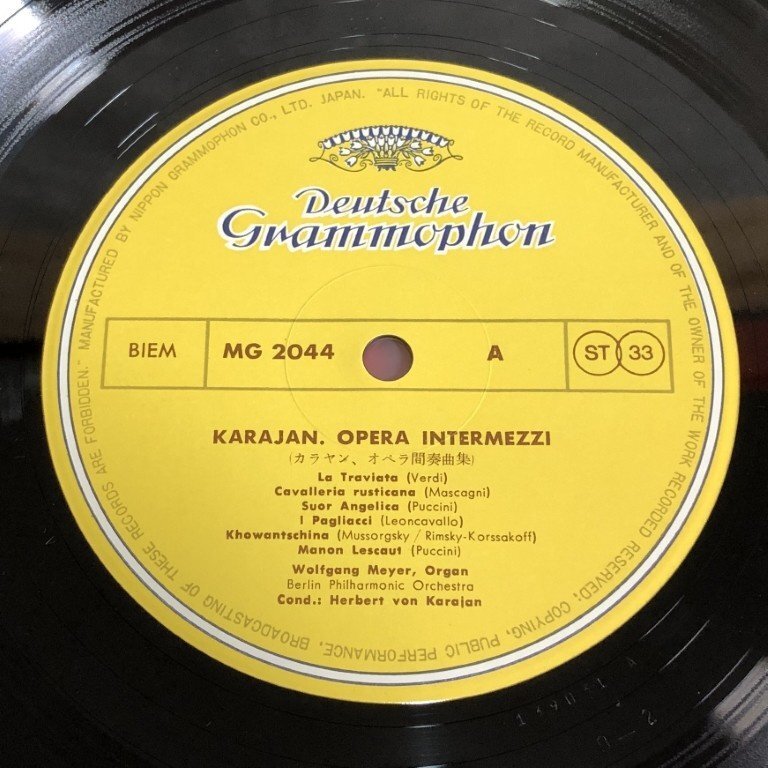 MANUFACTURED BY NIPPON GRAMMOPHON CO., LTD. JAPAN. "ALL RIGHTS OF THE RECORD MANUFACTURER AND OF THE OWNER OF THE WORK RECORDED RESERVED; COPYING, PUBLIC PERFORMANCE, BROADCASTING OF THESE RECORDS ARE FORBIDDEN."
Deutsche
Grammophon
BIEM MG 2044 A ST 33
KARAJAN. OPERA INTERMEZZI
(カラヤン、オペラ間奏曲集)
La Traviata (Verdi)
Cavalleria rusticana (Mascagni)
Suor Angelica (Puccini)
I Pagliacci (Leoncavallo)
Khowantschina (Mussorgsky / Rimsky-Korssakoff)
Manon Lescaut (Puccini)
Wolfgang Meyer, Organ
Berlin Philharmonic Orchestra
Cond.: Herbert von Karajan
139031 A